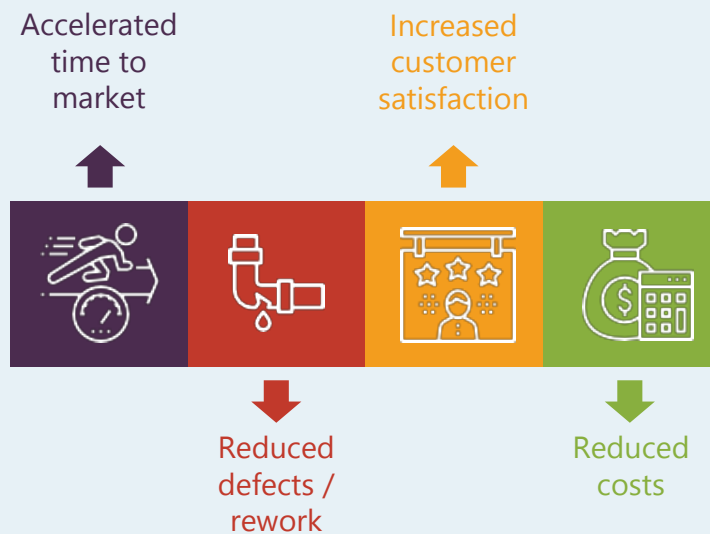 Accelerated
time to
market
Increased
customer
satisfaction
$
Reduced
defects /
rework
Reduced
costs